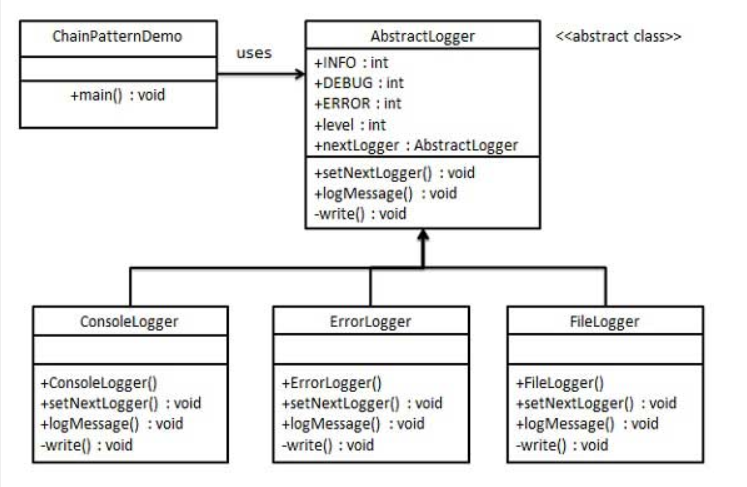 ChainPatternDemo
+main() : void
uses
AbstractLogger
+INFO : int
+DEBUG : int
+ERROR : int
+level : int
+nextLogger : AbstractLogger
+setNextLogger() : void
+logMessage() : void
-write() : void
<<abstract class>>
ConsoleLogger
+ConsoleLogger()
+setNextLogger() : void
+logMessage() : void
-write() : void
ErrorLogger
+ErrorLogger()
+setNextLogger() : void
+logMessage() : void
-write() : void
FileLogger
+FileLogger()
+setNextLogger() : void
+logMessage() : void
-write() : void